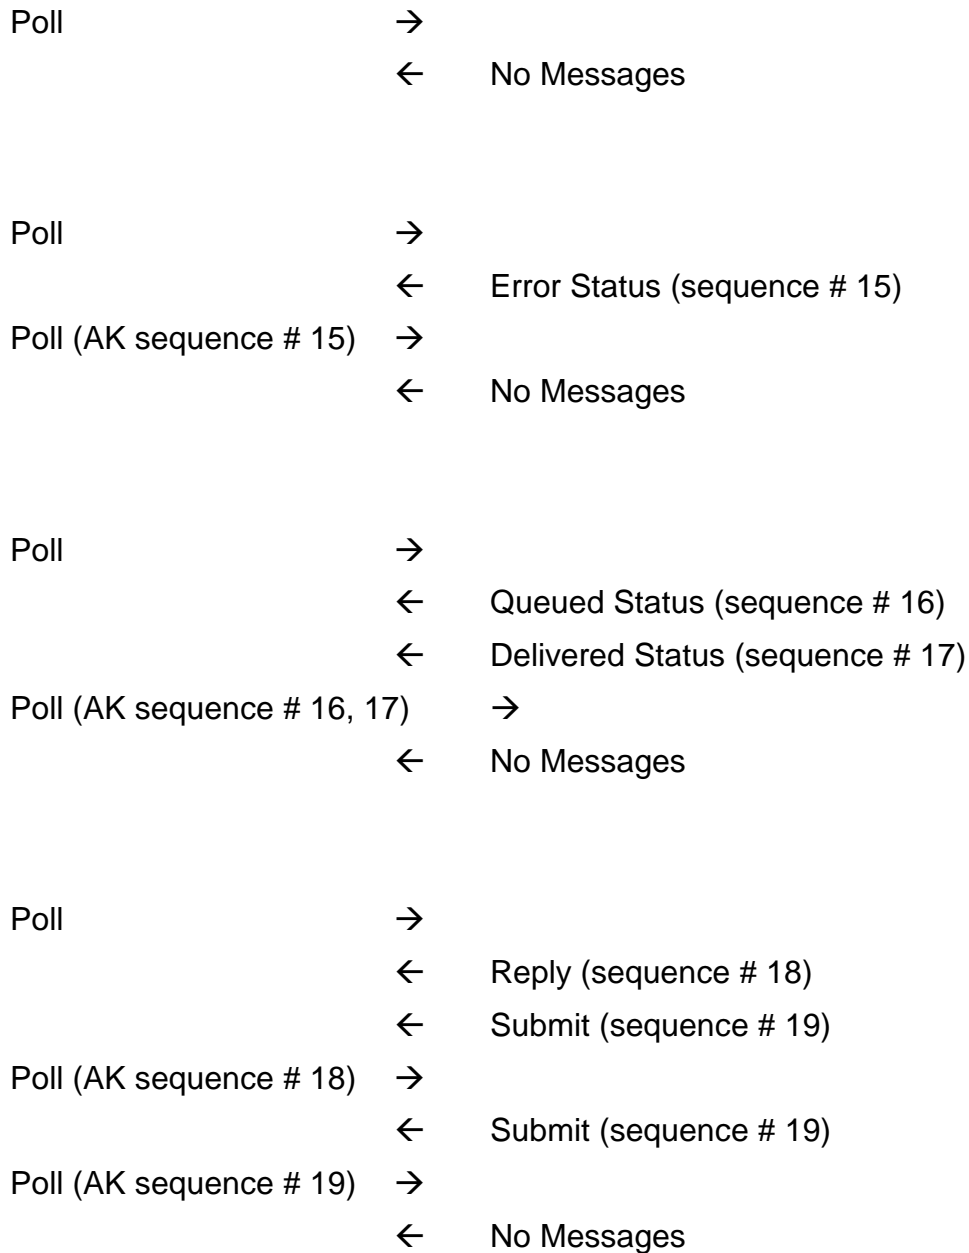 Poll →
← No Messages
Poll →
← Error Status (sequence # 15)
Poll (AK sequence # 15) →
← No Messages
Poll →
← Queued Status (sequence # 16)
← Delivered Status (sequence # 17)
Poll (AK sequence # 16, 17) →
← No Messages
Poll →
← Reply (sequence # 18)
← Submit (sequence # 19)
Poll (AK sequence # 18) →
← Submit (sequence # 19)
Poll (AK sequence # 19) →
← No Messages